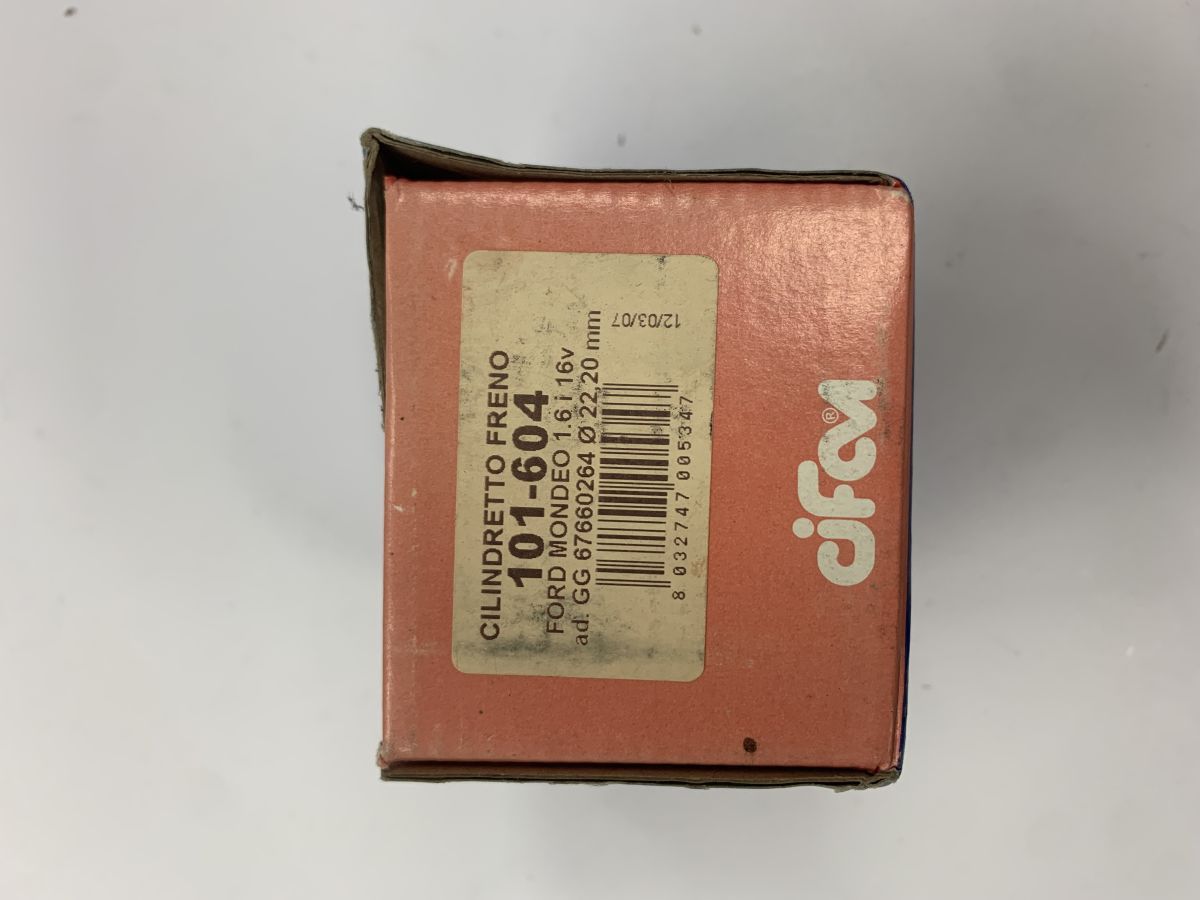 CILINDRETTO FRENO
101-604
FORD MONDEO 1.6 i 16v
ad. GG 67660264 Ø 22,20 mm
12/03/07
8 032747 005347
cifam®